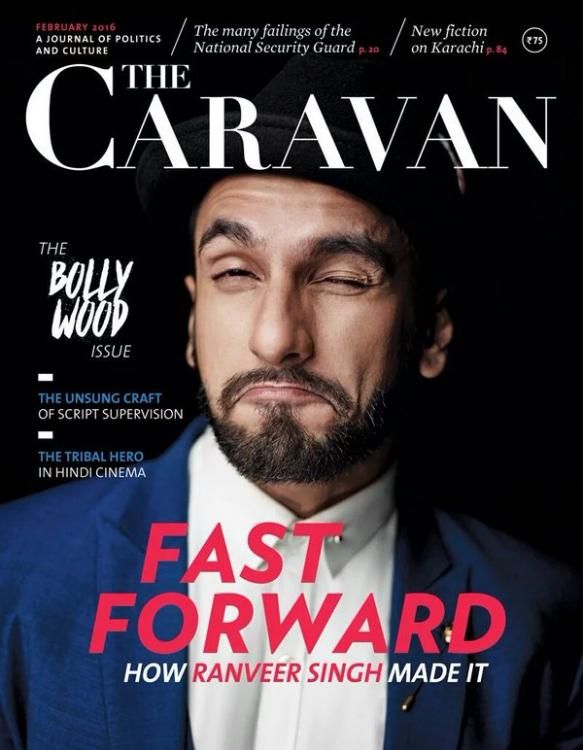 FEBRUARY 2016
A JOURNAL OF POLITICS
AND CULTURE
The many failings of the
National Security Guard p. 20
New fiction
on Karachi p. 84
₹75
THE
CARAVAN
THE
BOLLY
WOOD
ISSUE
THE UNSUNG CRAFT
OF SCRIPT SUPERVISION
THE TRIBAL HERO
IN HINDI CINEMA
FAST
FORWARD
HOW RANVEER SINGH MADE IT